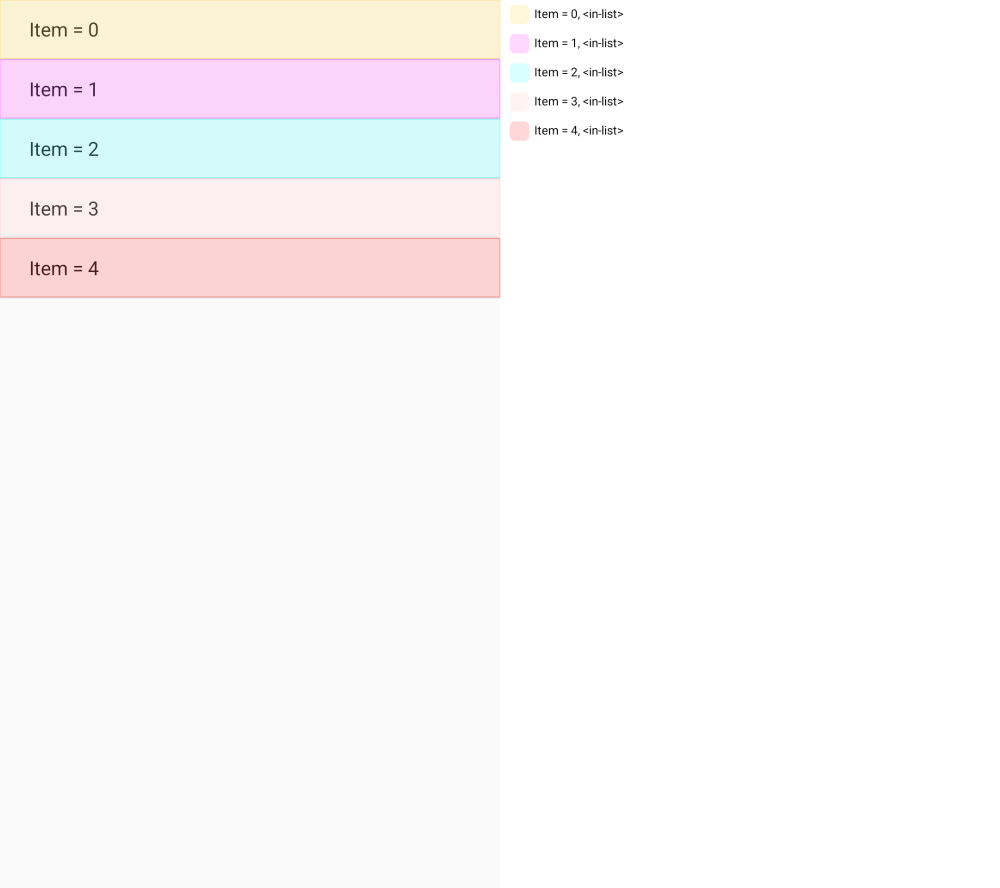 Item = 0
Item = 1
Item = 2
Item = 3
Item = 4
Item = 0, <in-list>
Item = 1, <in-list>
Item = 2, <in-list>
Item = 3, <in-list>
Item = 4, <in-list>